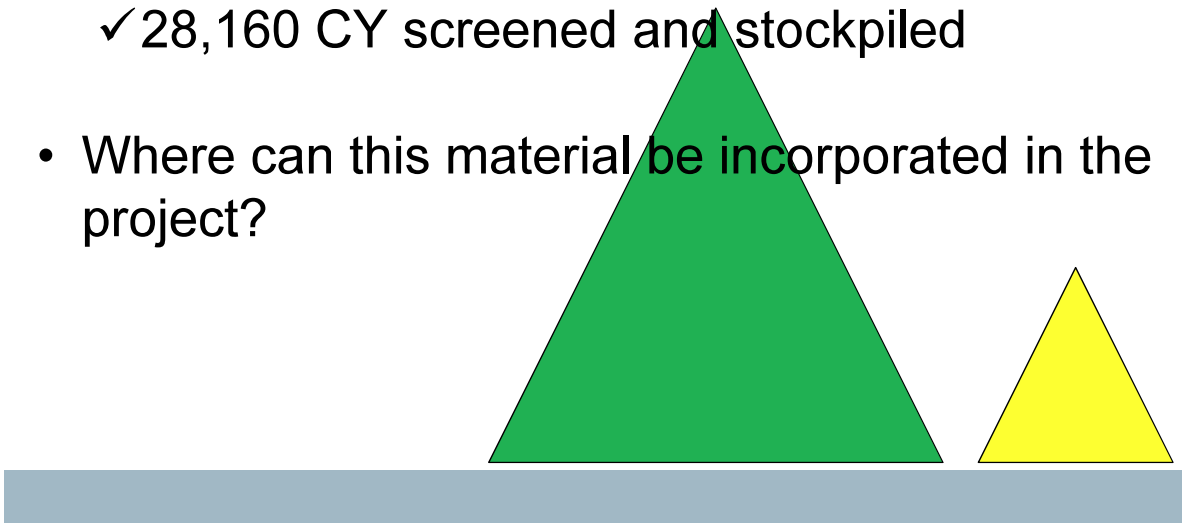 ✓28,160 CY screened and stockpiled
• Where can this material be incorporated in the
project?